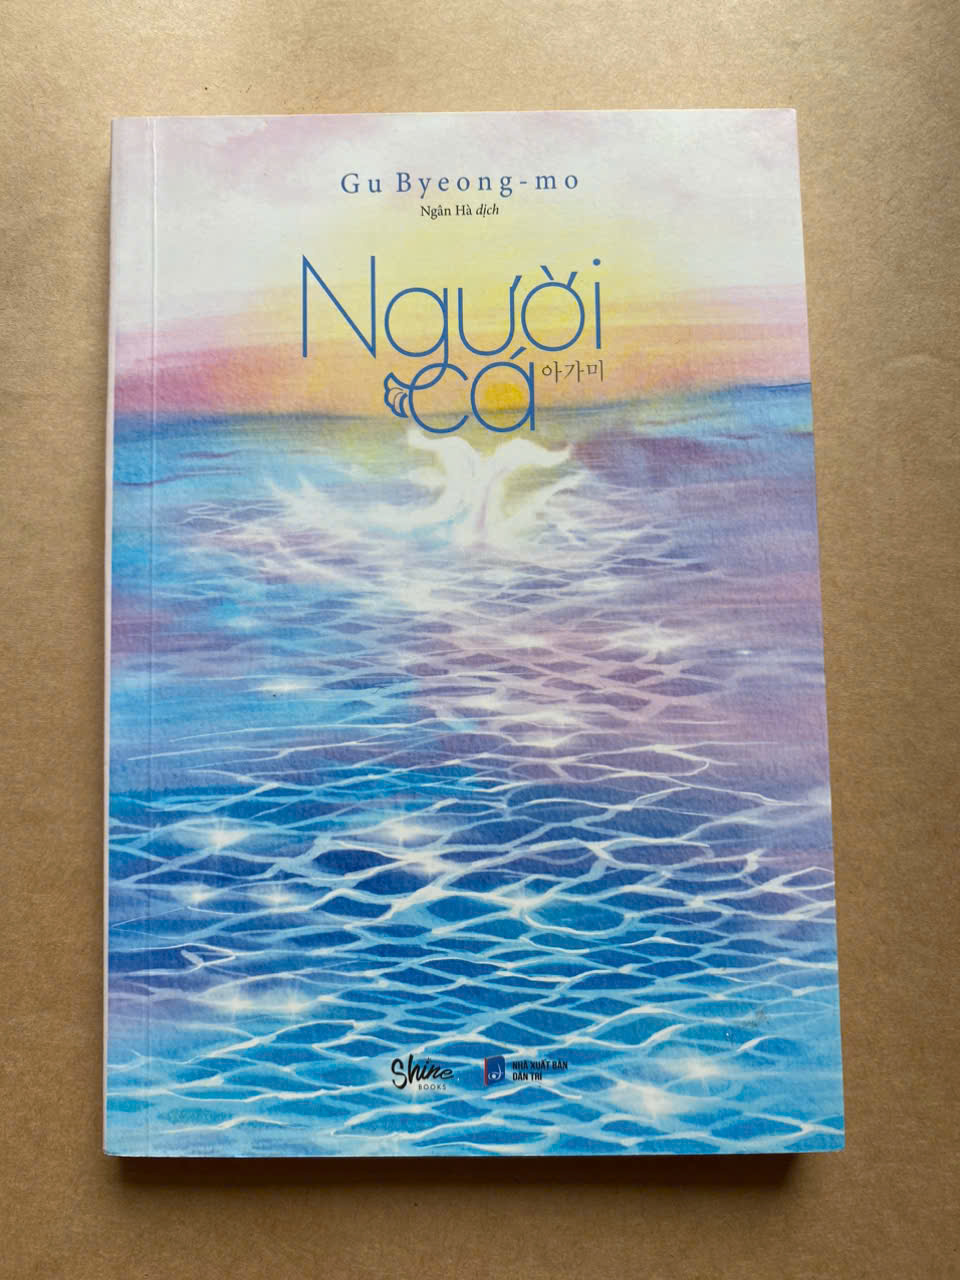 Gu Byeong-mo
Ngân Hà dịch
Người
cá
아가미
Shine
BOOKS
NHÀ XUẤT BẢN
DÂN TRÍ